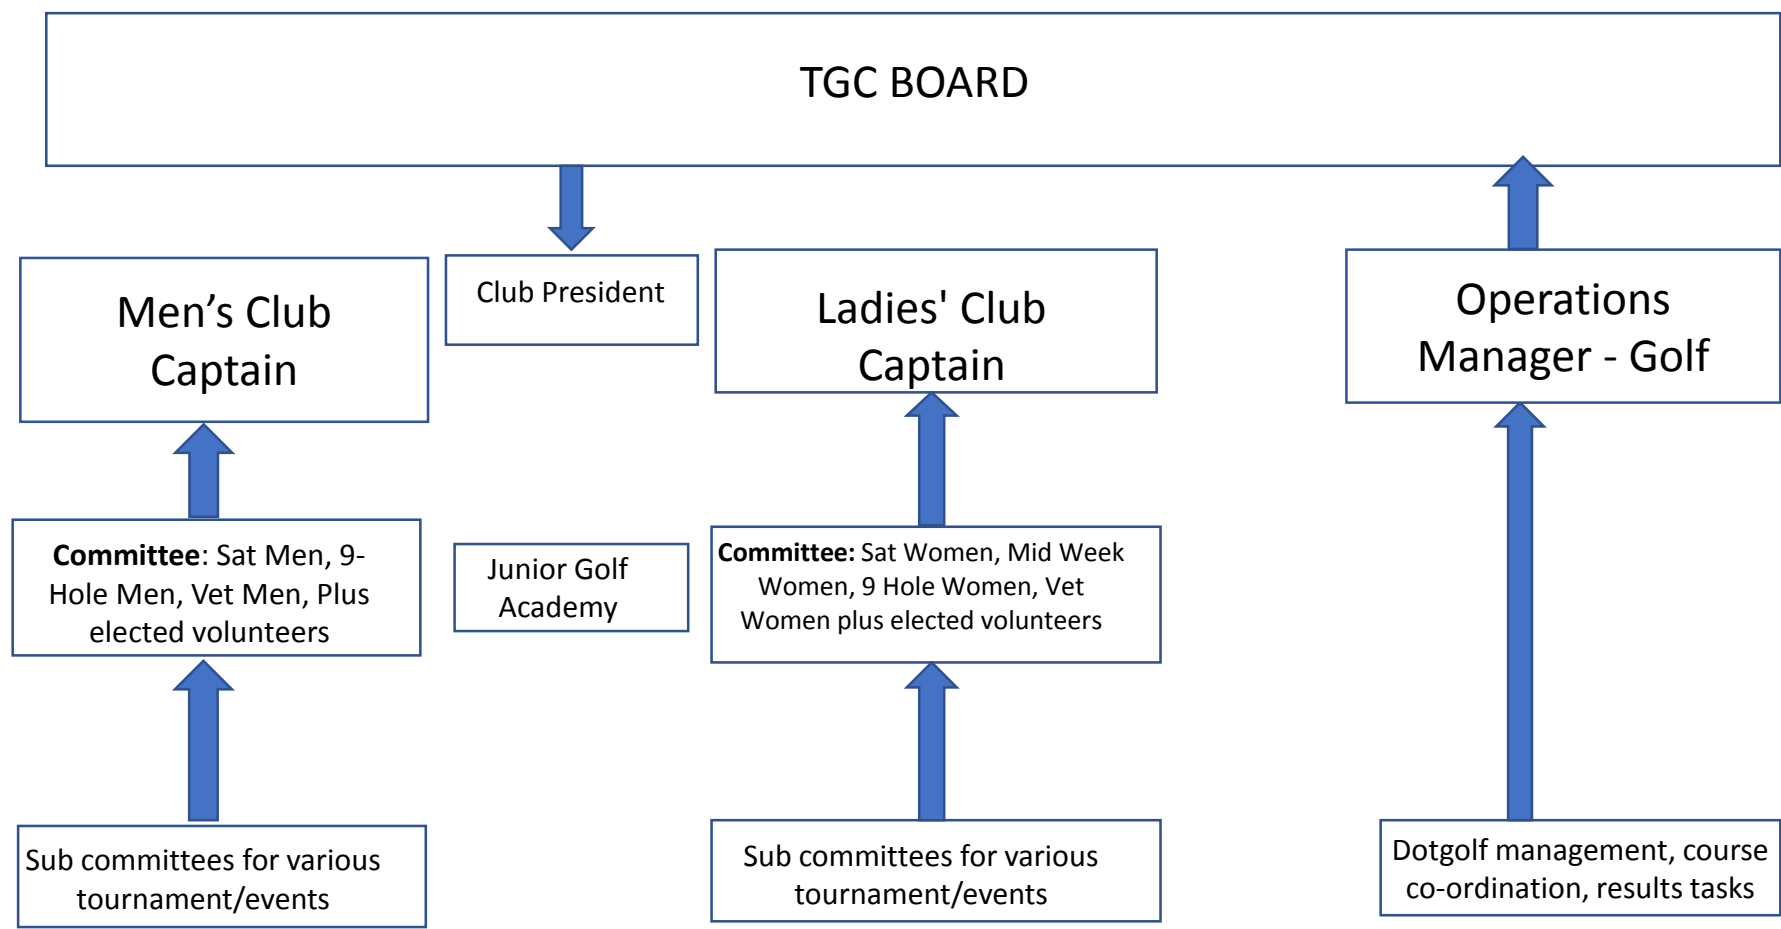 TGC BOARD
Men’s Club
Captain
Club President
Ladies' Club
Captain
Operations
Manager - Golf
Committee: Sat Men, 9-
Hole Men, Vet Men, Plus
elected volunteers
Junior Golf
Academy
Committee: Sat Women, Mid Week
Women, 9 Hole Women, Vet
Women plus elected volunteers
Sub committees for various
tournament/events
Sub committees for various
tournament/events
Dotgolf management, course
co-ordination, results tasks